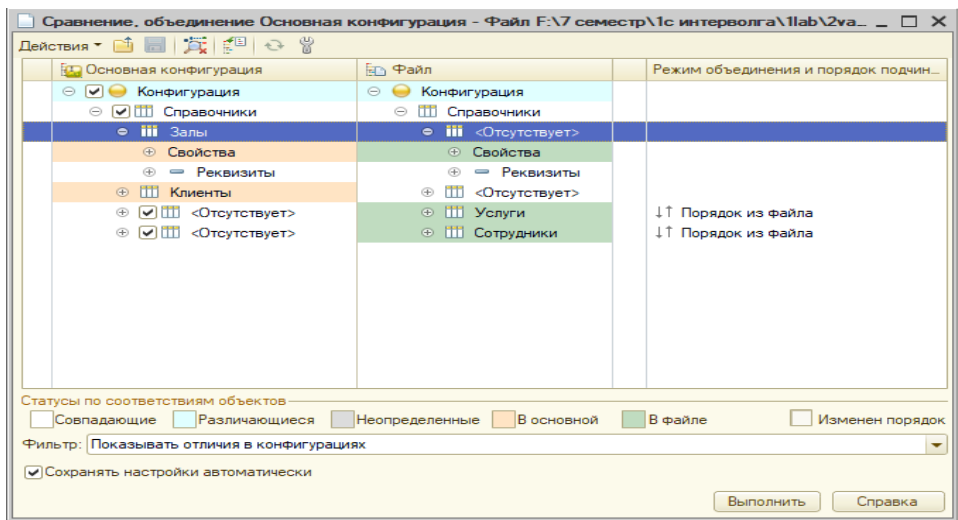 Сравнение, объединение Основная конфигурация - Файл F:\7 семестр\1с интерволга\1lab\2va...
Действия
Основная конфигурация Файл Режим объединения и порядок подчин...
Конфигурация Конфигурация
Справочники Справочники
Залы <Отсутствует>
Свойства Свойства
Реквизиты Реквизиты
Клиенты <Отсутствует>
<Отсутствует> Услуги ↓↑ Порядок из файла
<Отсутствует> Сотрудники ↓↑ Порядок из файла
Статусы по соответствиям объектов
Совпадающие Различающиеся Неопределенные В основной В файле Изменен порядок
Фильтр: Показывать отличия в конфигурациях
Сохранять настройки автоматически
Выполнить Справка